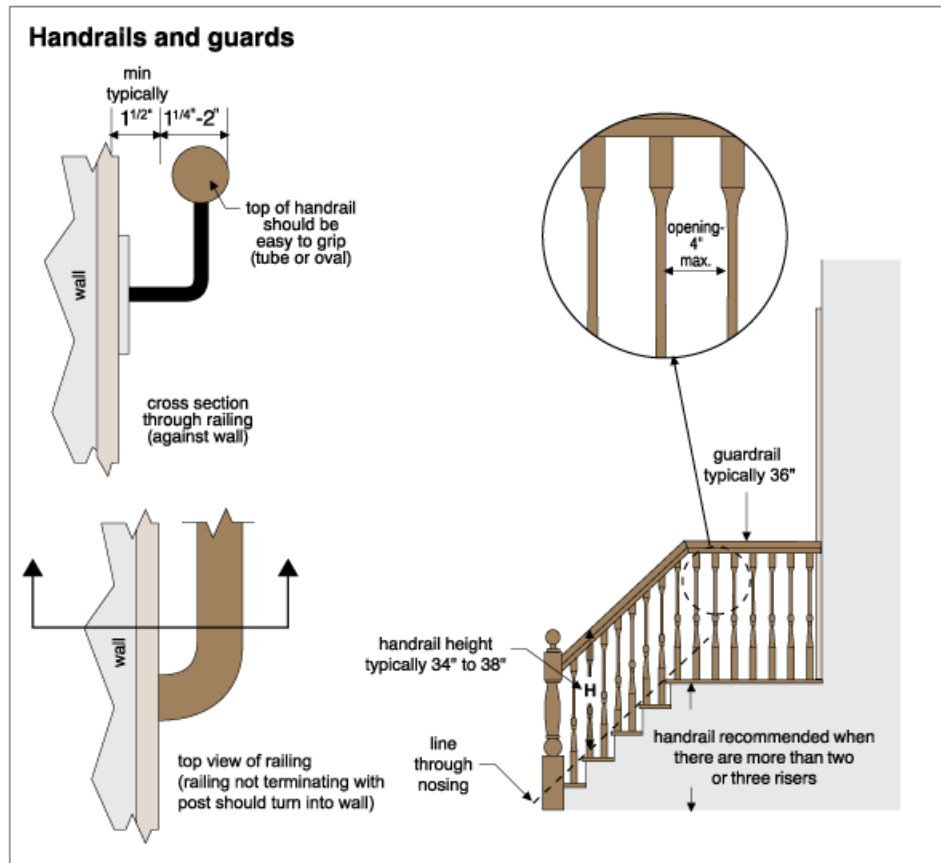 Handrails and guards
min
typically
1 1/2"
1 1/4"-2"
top of handrail
should be
easy to grip
(tube or oval)
wall
cross section
through railing
(against wall)
opening-
4"
max.
guardrail
typically 36"
wall
top view of railing
(railing not terminating with
post should turn into wall)
handrail height
typically 34" to 38"
H
line
through
nosing
handrail recommended when
there are more than two
or three risers